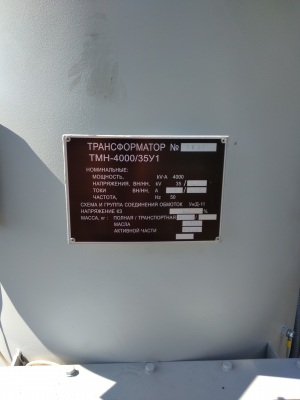 ТРАНСФОРМАТОР №
ТМН-4000/35У1
НОМИНАЛЬНЫЕ:
МОЩНОСТЬ, kV·A 4000
НАПРЯЖЕНИЯ, ВН/НН, kV 35 /
ТОКИ ВН/НН, А /
ЧАСТОТА, Hz 50
СХЕМА И ГРУППА СОЕДИНЕНИЯ ОБМОТОК Ун/Д-11
НАПРЯЖЕНИЕ КЗ %
МАССА, кг: ПОЛНАЯ / ТРАНСПОРТНАЯ
МАСЛА
АКТИВНОЙ ЧАСТИ